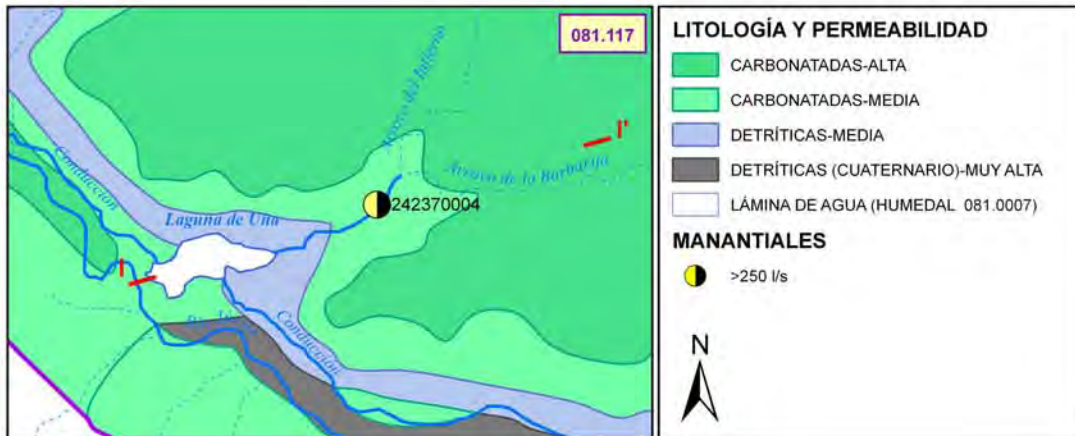 081.117
Arroyo del Infierno
I'
Arroyo de la Barbarija
Conducción
242370004
Laguna de Uña
I
Conducción
LITOLOGÍA Y PERMEABILIDAD
CARBONATADAS-ALTA
CARBONATADAS-MEDIA
DETRÍTICAS-MEDIA
DETRÍTICAS (CUATERNARIO)-MUY ALTA
LÁMINA DE AGUA (HUMEDAL 081.0007)
MANANTIALES
>250 l/s
N